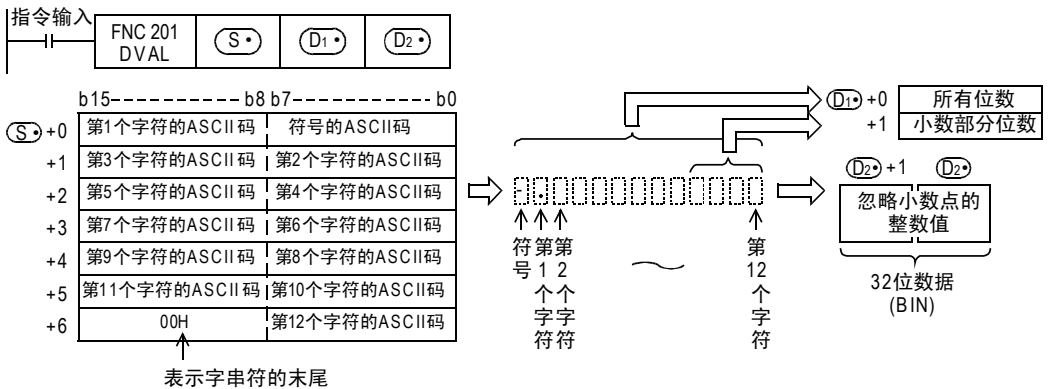 指令输入
FNC 201
DVAL
S•
D1•
D2•
b15
b8 b7
b0
S• +0
第1个字符的ASCII码
符号的ASCII码
+1
第3个字符的ASCII码
第2个字符的ASCII码
+2
第5个字符的ASCII码
第4个字符的ASCII码
+3
第7个字符的ASCII码
第6个字符的ASCII码
+4
第9个字符的ASCII码
第8个字符的ASCII码
+5
第11个字符的ASCII码
第10个字符的ASCII码
+6
00H
第12个字符的ASCII码
表示字串符的末尾
- .
符号
第1个字符
第2个字符
第12个字符
D1• +0
所有位数
+1
小数部分位数
D2• +1
D2•
忽略小数点的
整数值
32位数据
(BIN)